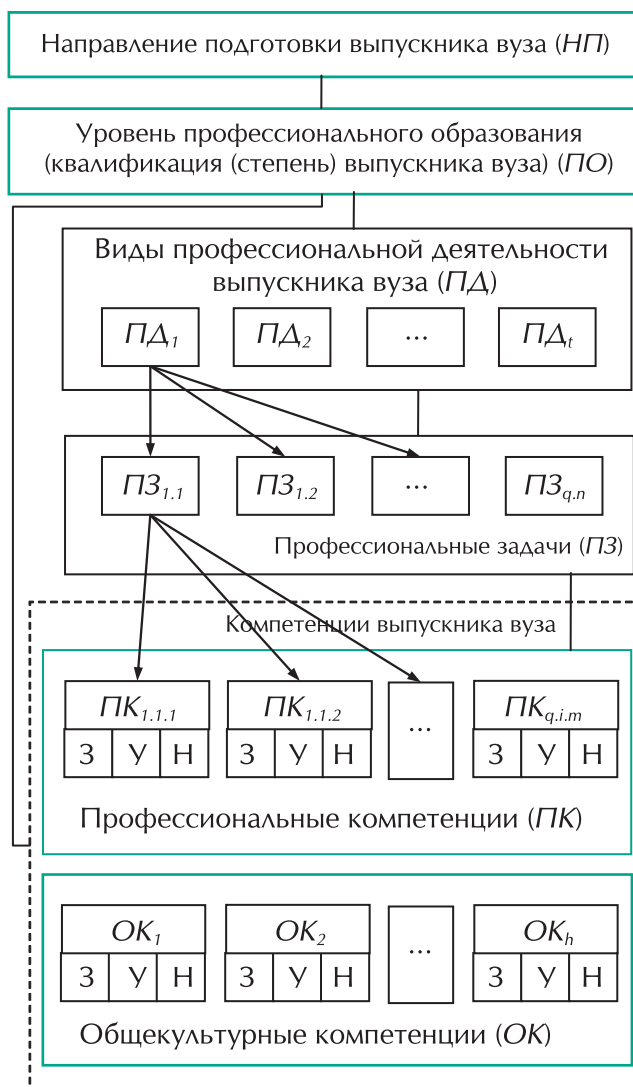 Направление подготовки выпускника вуза (НП)
Уровень профессионального образования
(квалификация (степень) выпускника вуза) (ПО)
Виды профессиональной деятельности
выпускника вуза (ПД)
ПД1 ПД2 ... ПДt
ПЗ1.1 ПЗ1.2 ... ПЗq.n
Профессиональные задачи (ПЗ)
Компетенции выпускника вуза
ПК1.1.1 ПК1.1.2 ... ПКq.i.m
З У Н З У Н З У Н
Профессиональные компетенции (ПК)
ОК1 ОК2 ... ОКh
З У Н З У Н З У Н
Общекультурные компетенции (ОК)